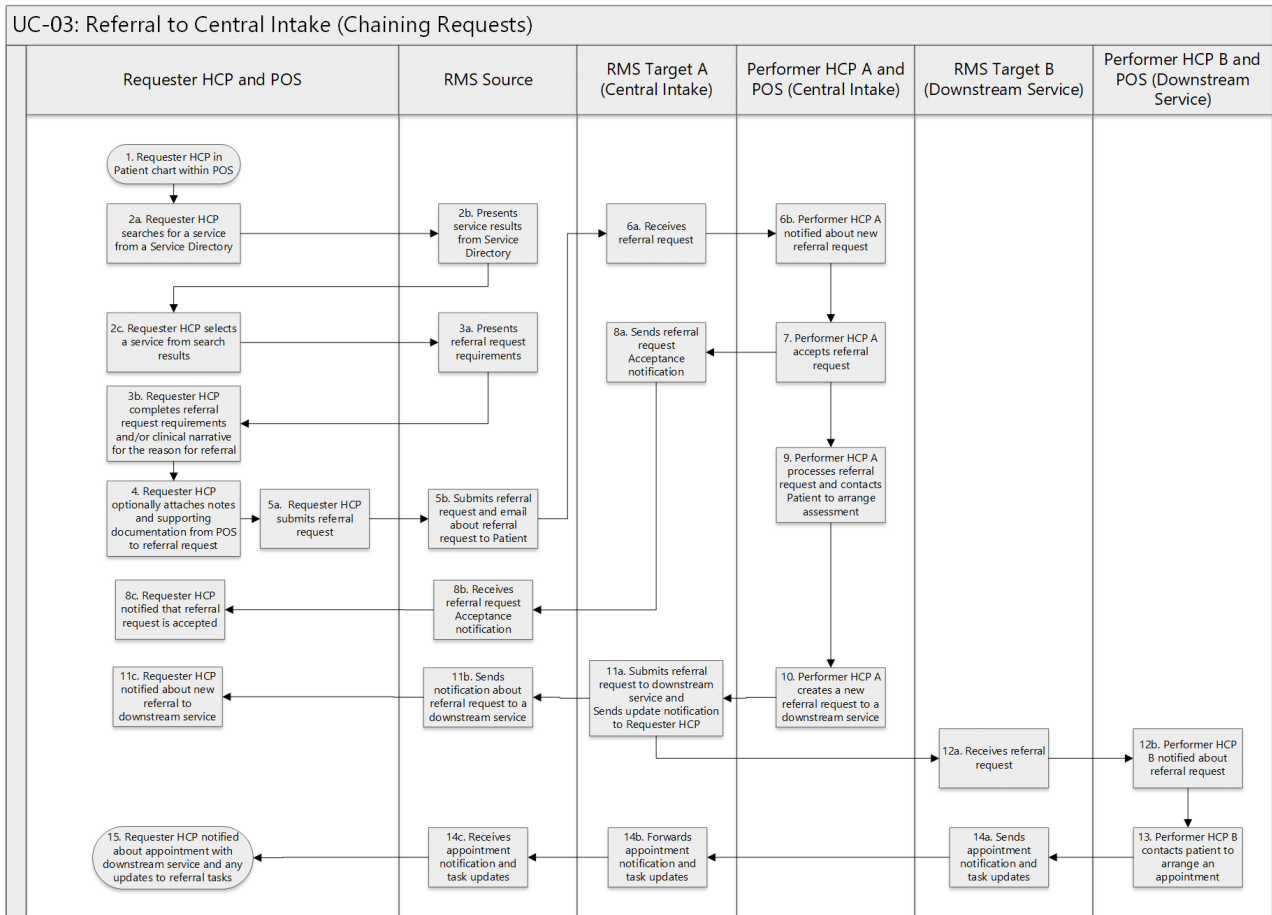 UC-03: Referral to Central Intake (Chaining Requests)
Requester HCP and POS
RMS Source
RMS Target A
(Central Intake)
Performer HCP A and
POS (Central Intake)
RMS Target B
(Downstream Service)
Performer HCP B and
POS (Downstream
Service)
1. Requester HCP in
Patient chart within POS
2a. Requester HCP
searches for a service
from a Service Directory
2b. Presents
service results
from Service
Directory
6a. Receives
referral request
6b. Performer HCP A
notified about new
referral request
2c. Requester HCP selects
a service from search
results
3a. Presents
referral request
requirements
8a. Sends referral
request
Acceptance
notification
7. Performer HCP A
accepts referral
request
3b. Requester HCP
completes referral
request requirements
and/or clinical narrative
for the reason for referral
9. Performer HCP A
processes referral
request and contacts
Patient to arrange
assessment
4. Requester HCP
optionally attaches notes
and supporting
documentation from POS
to referral request
5a. Requester HCP
submits referral
request
5b. Submits referral
request and email
about referral
request to Patient
8c. Requester HCP
notified that referral
request is accepted
8b. Receives
referral request
Acceptance
notification
11c. Requester HCP
notified about new
referral to
downstream service
11b. Sends
notification about
referral request to a
downstream service
11a. Submits referral
request to downstream
service and
Sends update notification
to Requester HCP
10. Performer HCP A
creates a new
referral request to a
downstream service
12a. Receives referral
request
12b. Performer HCP
B notified about
referral request
15. Requester HCP notified
about appointment with
downstream service and any
updates to referral tasks
14c. Receives
appointment
notification and
task updates
14b. Forwards
appointment
notification and
task updates
14a. Sends
appointment
notification and
task updates
13. Performer HCP B
contacts patient to
arrange an
appointment